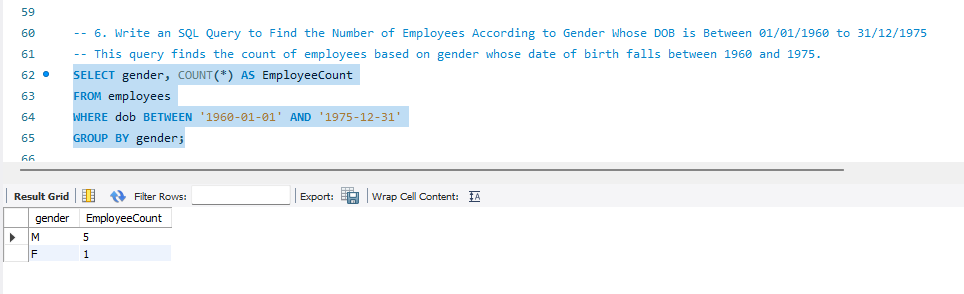 59
60 -- 6. Write an SQL Query to Find the Number of Employees According to Gender Whose DOB is Between 01/01/1960 to 31/12/1975
61 -- This query finds the count of employees based on gender whose date of birth falls between 1960 and 1975.
62 SELECT gender, COUNT(*) AS EmployeeCount
63 FROM employees
64 WHERE dob BETWEEN '1960-01-01' AND '1975-12-31'
65 GROUP BY gender;
66
Result Grid Filter Rows: Export: Wrap Cell Content: IA
gender EmployeeCount
M 5
F 1